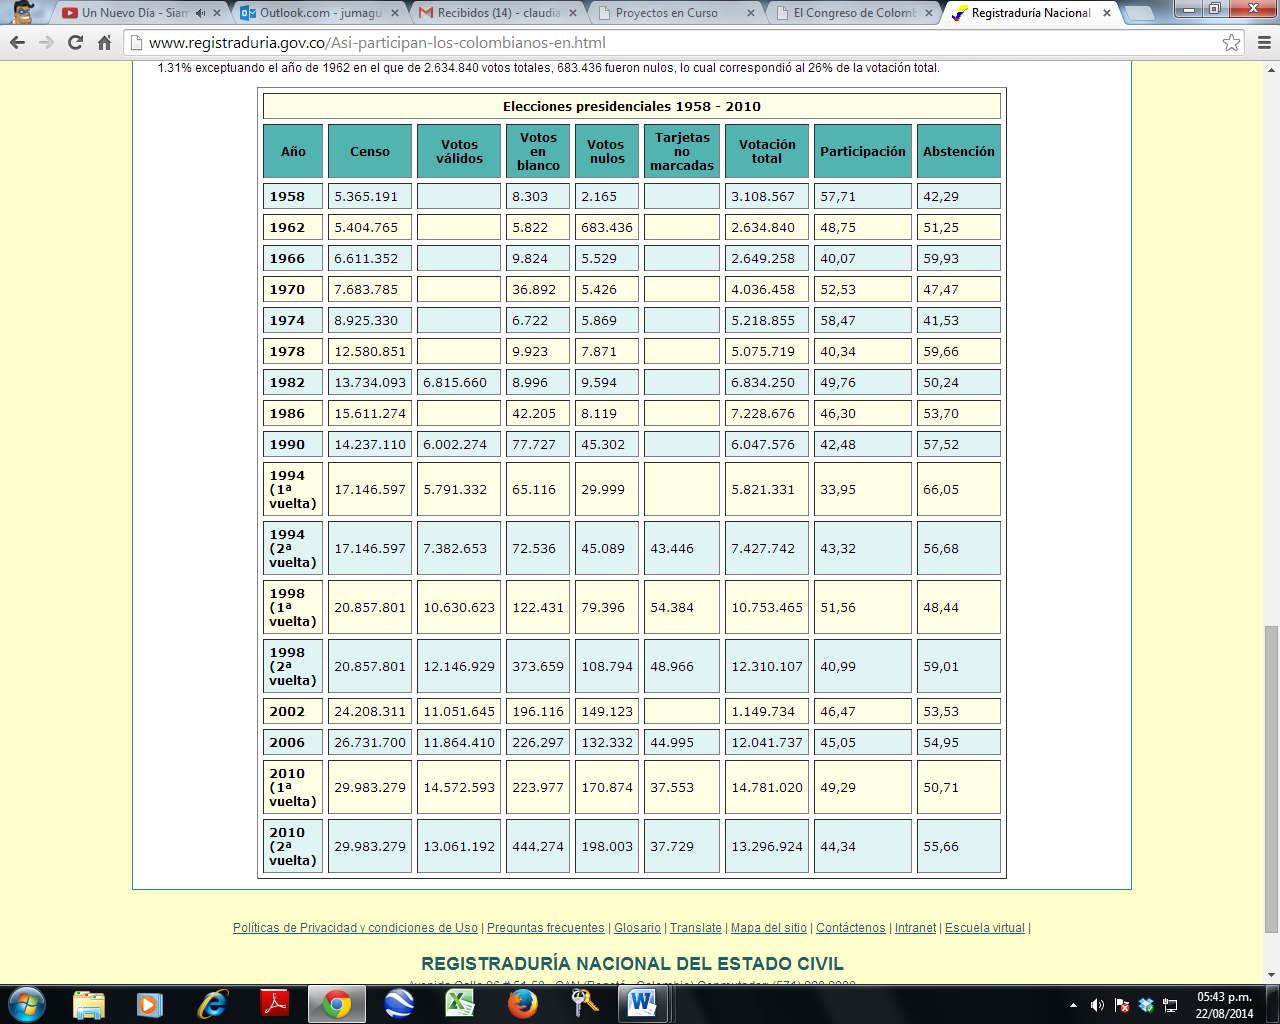 Un Nuevo Día - Sian
Outlook.com - jumagu
Recibidos (14) - claudia
Proyectos en Curso
El Congreso de Colomb
Registraduría Nacional
www.registraduria.gov.co/Asi-participan-los-colombianos-en.html
1.31% exceptuando el año de 1962 en el que de 2.634.840 votos totales, 683.436 fueron nulos, lo cual correspondió al 26% de la votación total.
Elecciones presidenciales 1958 - 2010
Año Censo Votos válidos Votos en blanco Votos nulos Tarjetas no marcadas Votación total Participación Abstención
1958 5.365.191 8.303 2.165 3.108.567 57,71 42,29
1962 5.404.765 5.822 683.436 2.634.840 48,75 51,25
1966 6.611.352 9.824 5.529 2.649.258 40,07 59,93
1970 7.683.785 36.892 5.426 4.036.458 52,53 47,47
1974 8.925.330 6.722 5.869 5.218.855 58,47 41,53
1978 12.580.851 9.923 7.871 5.075.719 40,34 59,66
1982 13.734.093 6.815.660 8.996 9.594 6.834.250 49,76 50,24
1986 15.611.274 42.205 8.119 7.228.676 46,30 53,70
1990 14.237.110 6.002.274 77.727 45.302 6.047.576 42,48 57,52
1994 (1ª vuelta) 17.146.597 5.791.332 65.116 29.999 5.821.331 33,95 66,05
1994 (2ª vuelta) 17.146.597 7.382.653 72.536 45.089 43.446 7.427.742 43,32 56,68
1998 (1ª vuelta) 20.857.801 10.630.623 122.431 79.396 54.384 10.753.465 51,56 48,44
1998 (2ª vuelta) 20.857.801 12.146.929 373.659 108.794 48.966 12.310.107 40,99 59,01
2002 24.208.311 11.051.645 196.116 149.123 1.149.734 46,47 53,53
2006 26.731.700 11.864.410 226.297 132.332 44.995 12.041.737 45,05 54,95
2010 (1ª vuelta) 29.983.279 14.572.593 223.977 170.874 37.553 14.781.020 49,29 50,71
2010 (2ª vuelta) 29.983.279 13.061.192 444.274 198.003 37.729 13.296.924 44,34 55,66
Políticas de Privacidad y condiciones de Uso | Preguntas frecuentes | Glosario | Translate | Mapa del sitio | Contáctenos | Intranet | Escuela virtual |
REGISTRADURÍA NACIONAL DEL ESTADO CIVIL
05:43 p.m.
22/08/2014